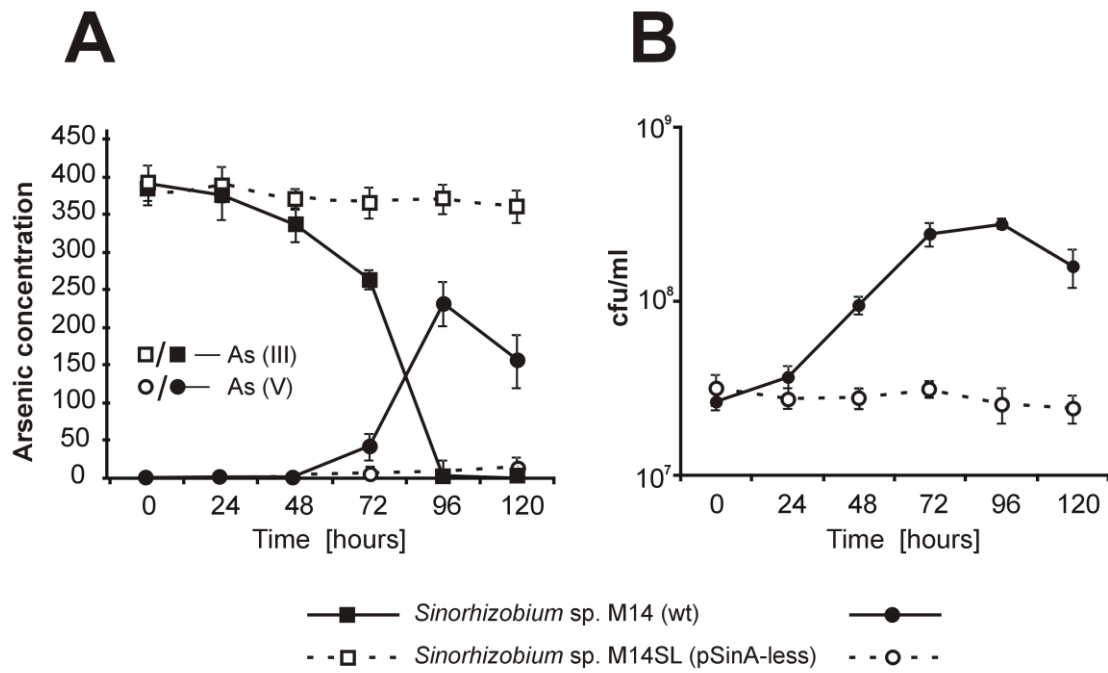 A
B
Arsenic concentration
450
400
350
300
250
200
150
100
50
0
/ — As (III)
/ — As (V)
0 24 48 72 96 120
Time [hours]
cfu/ml
10⁹
10⁸
10⁷
0 24 48 72 96 120
Time [hours]
Sinorhizobium sp. M14 (wt)
Sinorhizobium sp. M14SL (pSinA-less)